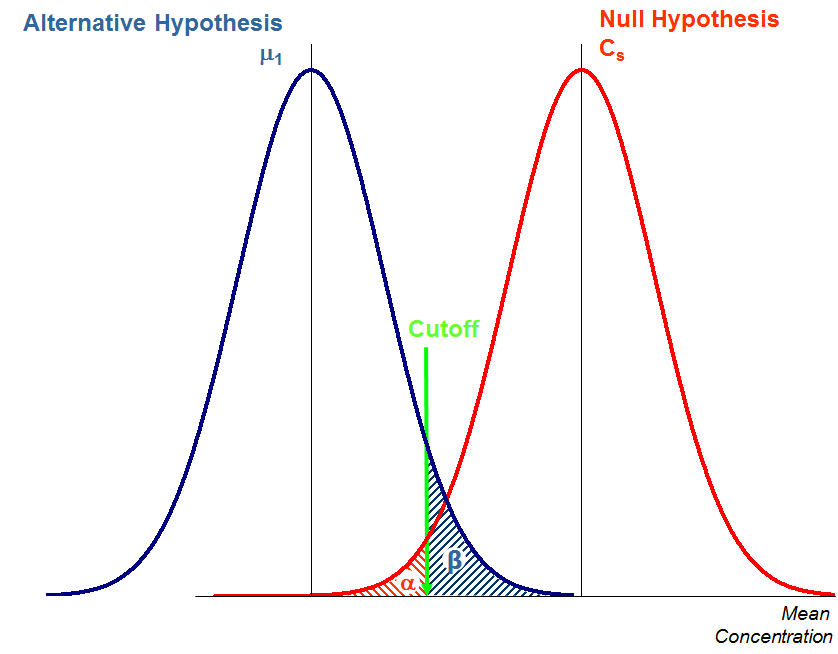 Alternative Hypothesis
μ1
Null Hypothesis
Cs
Cutoff
β
α
Mean
Concentration